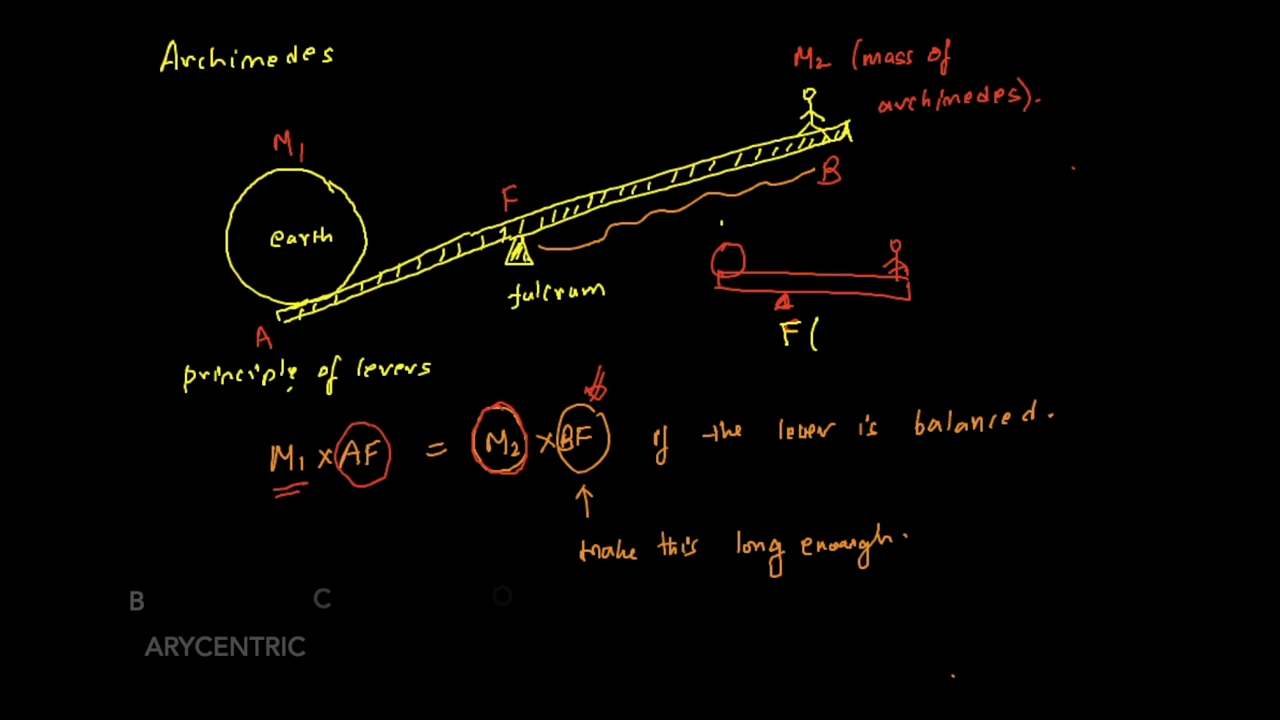 Archimedes
M2 (mass of
archimedes).
M1
earth
F
B
fulcrum
A
F(
principle of levers
M1 × AF = M2 × BF if the lever is balanced.
make this long enough.
B C O
ARYCENTRIC